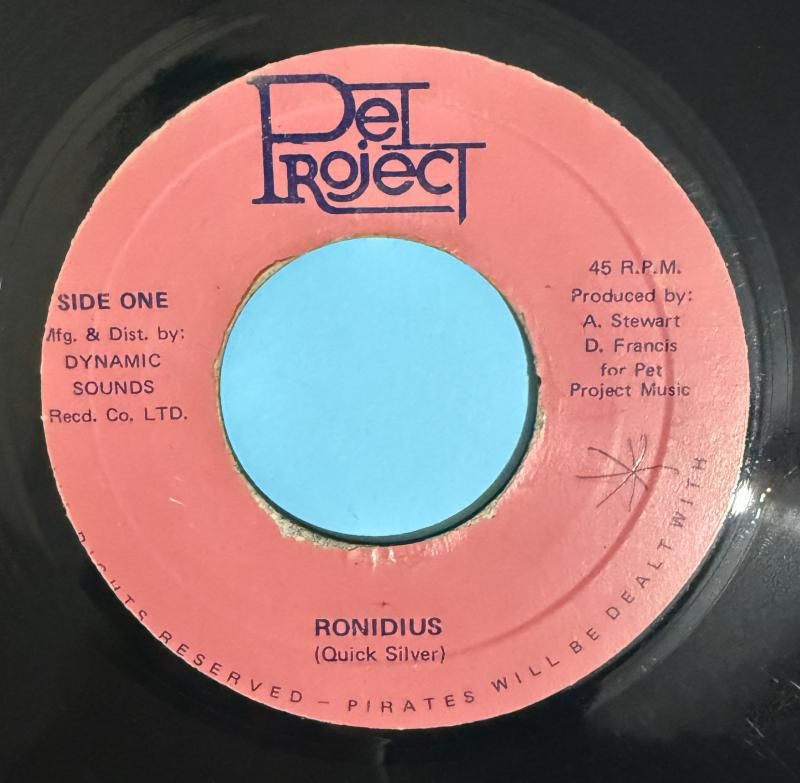 Pet
Project
SIDE ONE
Mfg. & Dist. by:
DYNAMIC
SOUNDS
Recd. Co. LTD.
45 R.P.M.
Produced by:
A. Stewart
D. Francis
for Pet
Project Music
RONIDIUS
(Quick Silver)
RIGHTS RESERVED – PIRATES WILL BE DEALT WITH